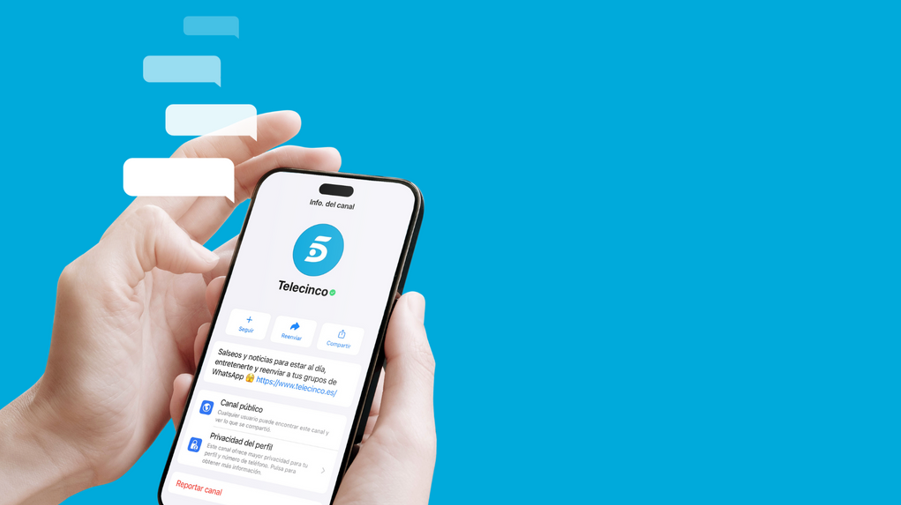 Info. del canal
5
Telecinco
Seguir
Reenviar
Compartir
Salseos y noticias para estar al día,
entretenerte y reenviar a tus grupos de
WhatsApp 🫣 https://www.telecinco.es/
Canal público
Cualquier usuario puede encontrar este canal y
ver lo que se compartió.
Privacidad del perfil
Este canal ofrece mayor privacidad para tu
perfil y número de teléfono. Pulsa para
obtener más información.
Reportar canal